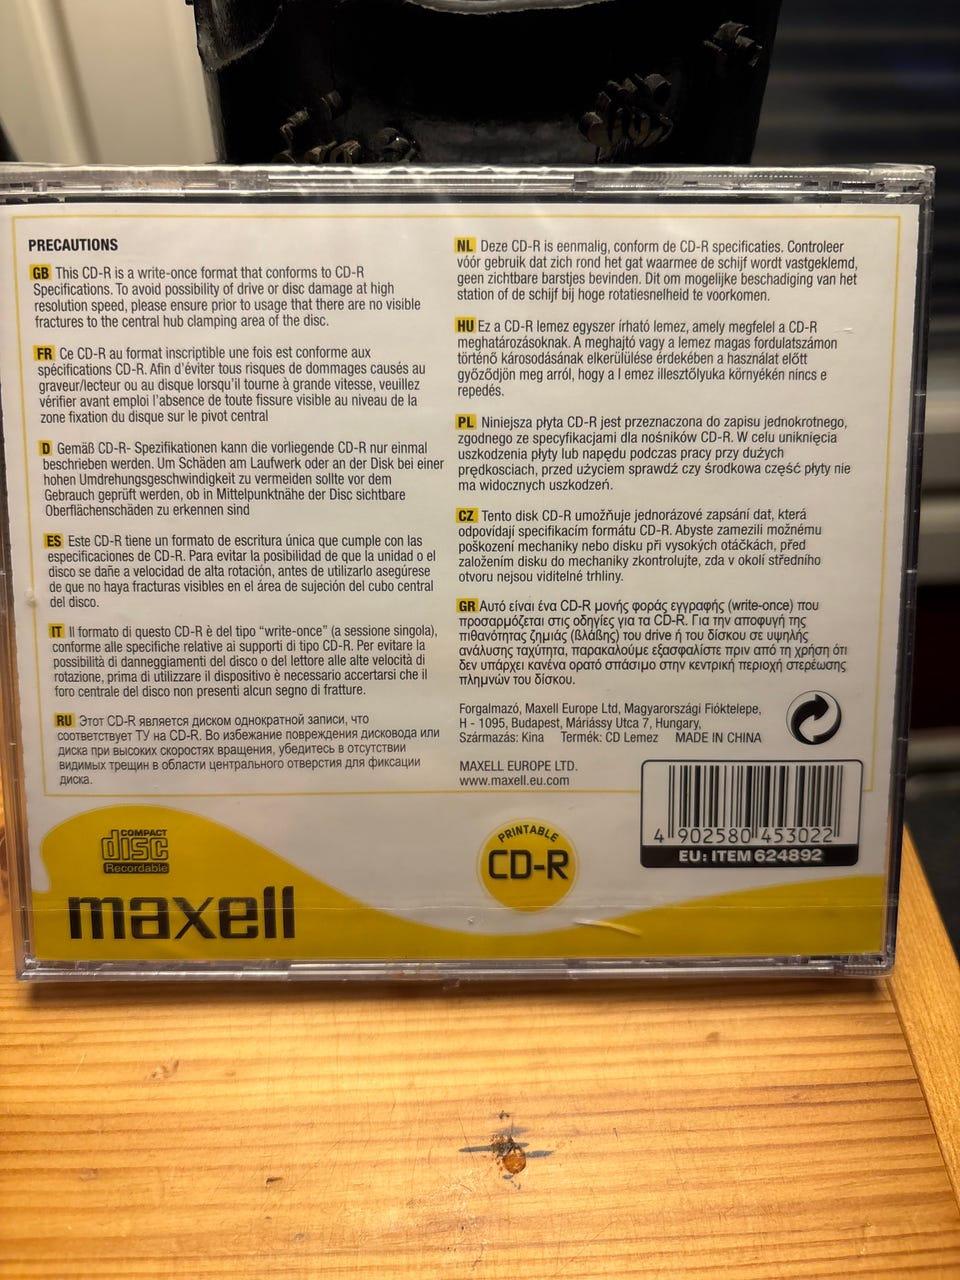 PRECAUTIONS
GB This CD-R is a write-once format that conforms to CD-R
Specifications. To avoid possibility of drive or disc damage at high
resolution speed, please ensure prior to usage that there are no visible
fractures to the central hub clamping area of the disc.
FR Ce CD-R au format inscriptible une fois est conforme aux
spécifications CD-R. Afin d'éviter tous risques de dommages causés au
graveur/lecteur ou au disque lorsqu'il tourne à grande vitesse, veuillez
vérifier avant emploi l'absence de toute fissure visible au niveau de la
zone fixation du disque sur le pivot central
D Gemäß CD-R- Spezifikationen kann die vorliegende CD-R nur einmal
beschrieben werden. Um Schäden am Laufwerk oder an der Disk bei einer
hohen Umdrehungsgeschwindigkeit zu vermeiden sollte vor dem
Gebrauch geprüft werden, ob in Mittelpunktnähe der Disc sichtbare
Oberflächenschäden zu erkennen sind
ES Este CD-R tiene un formato de escritura única que cumple con las
especificaciones de CD-R. Para evitar la posibilidad de que la unidad o el
disco se dañe a velocidad de alta rotación, antes de utilizarlo asegúrese
de que no haya fracturas visibles en el área de sujeción del cubo central
del disco.
IT Il formato di questo CD-R è del tipo "write-once" (a sessione singola),
conforme alle specifiche relative ai supporti di tipo CD-R. Per evitare la
possibilità di danneggiamenti del disco o del lettore alle alte velocità di
rotazione, prima di utilizzare il dispositivo è necessario accertarsi che il
foro centrale del disco non presenti alcun segno di fratture.
RU Этот CD-R является диском однократной записи, что
соответствует ТУ на CD-R. Во избежание повреждения дисковода или
диска при высоких скоростях вращения, убедитесь в отсутствии
видимых трещин в области центрального отверстия для фиксации
диска.
NL Deze CD-R is eenmalig, conform de CD-R specificaties. Controleer
vóór gebruik dat zich rond het gat waarmee de schijf wordt vastgeklemd,
geen zichtbare barstjes bevinden. Dit om mogelijke beschadiging van het
station of de schijf bij hoge rotatiesnelheid te voorkomen.
HU Ez a CD-R lemez egyszer írható lemez, amely megfelel a CD-R
meghatározásoknak. A meghajtó vagy a lemez magas fordulatszámon
történő károsodásának elkerülülése érdekében a használat előtt
győződjön meg arról, hogy a l emez illesztőlyuka környékén níncs e
repedés.
PL Niniejsza płyta CD-R jest przeznaczona do zapisu jednokrotnego,
zgodnego ze specyfikacjami dla nośników CD-R. W celu uniknięcia
uszkodzenia płyty lub napędu podczas pracy przy dużych
prędkosciach, przed użyciem sprawdź czy środkowa część płyty nie
ma widocznych uszkodzeń.
CZ Tento disk CD-R umožňuje jednorázové zapsání dat, která
odpovídají specifikacím formátu CD-R. Abyste zamezili možnému
poškození mechaniky nebo disku při vysokých otáčkách, před
založením disku do mechaniky zkontrolujte, zda v okolí středního
otvoru nejsou viditelné trhliny.
GR Αυτό είναι ένα CD-R μονής φοράς εγγραφής (write-once) που
προσαρμόζεται στις οδηγίες για τα CD-R. Για την αποφυγή της
πιθανότητας ζημιάς (βλάβης) του drive ή του δίσκου σε υψηλής
ανάλυσης ταχύτητα, παρακαλούμε εξασφαλίστε πριν από τη χρήση ότι
δεν υπάρχει κανένα ορατό σπάσιμο στην κεντρική περιοχή στερέωσης
πλημνών του δίσκου.
Forgalmazó, Maxell Europe Ltd, Magyarországi Fióktelepe,
H - 1095, Budapest, Máriássy Utca 7, Hungary,
Származás: Kina Termék: CD Lemez MADE IN CHINA
MAXELL EUROPE LTD.
www.maxell.eu.com
4 902580 453022
EU: ITEM 624892
COMPACT
disc
Recordable
maxell
PRINTABLE
CD-R